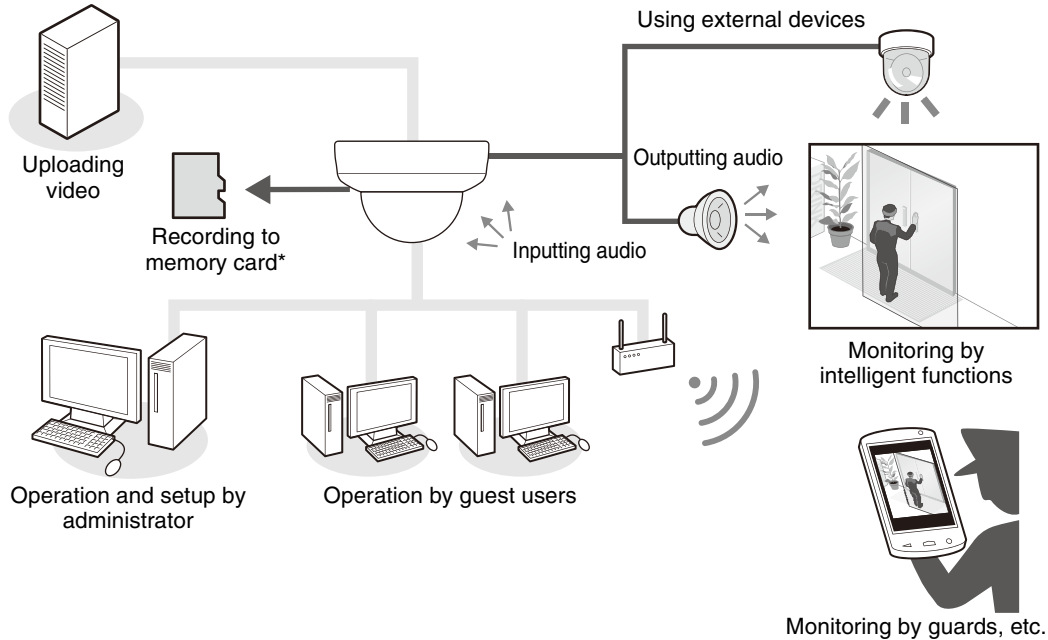 Using external devices
Uploading
video
Outputting audio
Recording to
memory card*
Inputting audio
Monitoring by
intelligent functions
Operation and setup by
administrator
Operation by guest users
Monitoring by guards, etc.